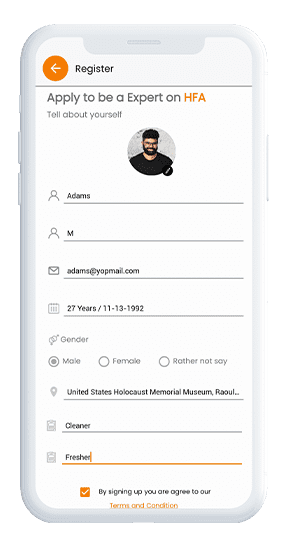 Register
Apply to be a Expert on HFA
Tell about yourself
Adams
M
adams@yopmail.com
27 Years / 11-13-1992
Gender
Male Female Rather not say
United States Holocaust Memorial Museum, Raoul...
Cleaner
Fresher
By signing up you are agree to our
Terms and Condition